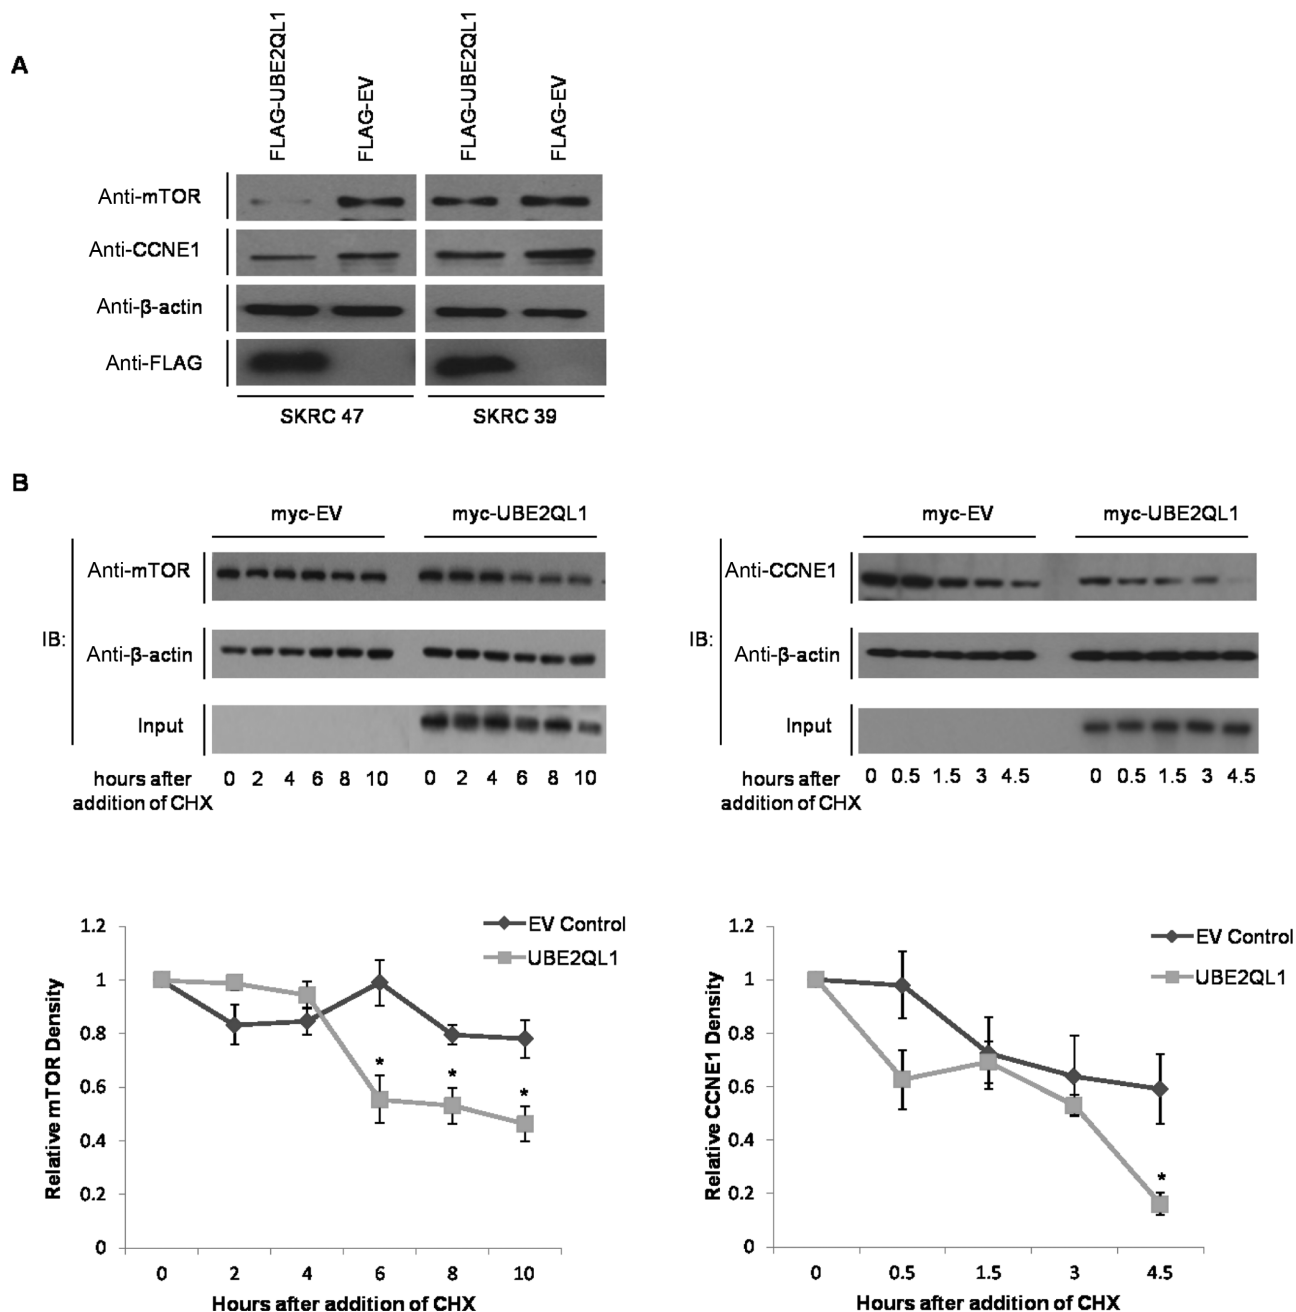 A
FLAG-UBE2QL1
FLAG-EV
FLAG-UBE2QL1
FLAG-EV
Anti-mTOR
Anti-CCNE1
Anti-β-actin
Anti-FLAG
SKRC 47
SKRC 39
B
myc-EV
myc-UBE2QL1
IB:
Anti-mTOR
Anti-β-actin
Input
hours after
addition of CHX
0 2 4 6 8 10
0 2 4 6 8 10
myc-EV
myc-UBE2QL1
IB:
Anti-CCNE1
Anti-β-actin
Input
hours after
addition of CHX
0 0.5 1.5 3 4.5
0 0.5 1.5 3 4.5
EV Control
UBE2QL1
Relative mTOR Density
1.2
1
0.8
0.6
0.4
0.2
0
*
*
*
0 2 4 6 8 10
Hours after addition of CHX
EV Control
UBE2QL1
Relative CCNE1 Density
1.2
1
0.8
0.6
0.4
0.2
0
*
0 0.5 1.5 3 4.5
Hours after addition of CHX